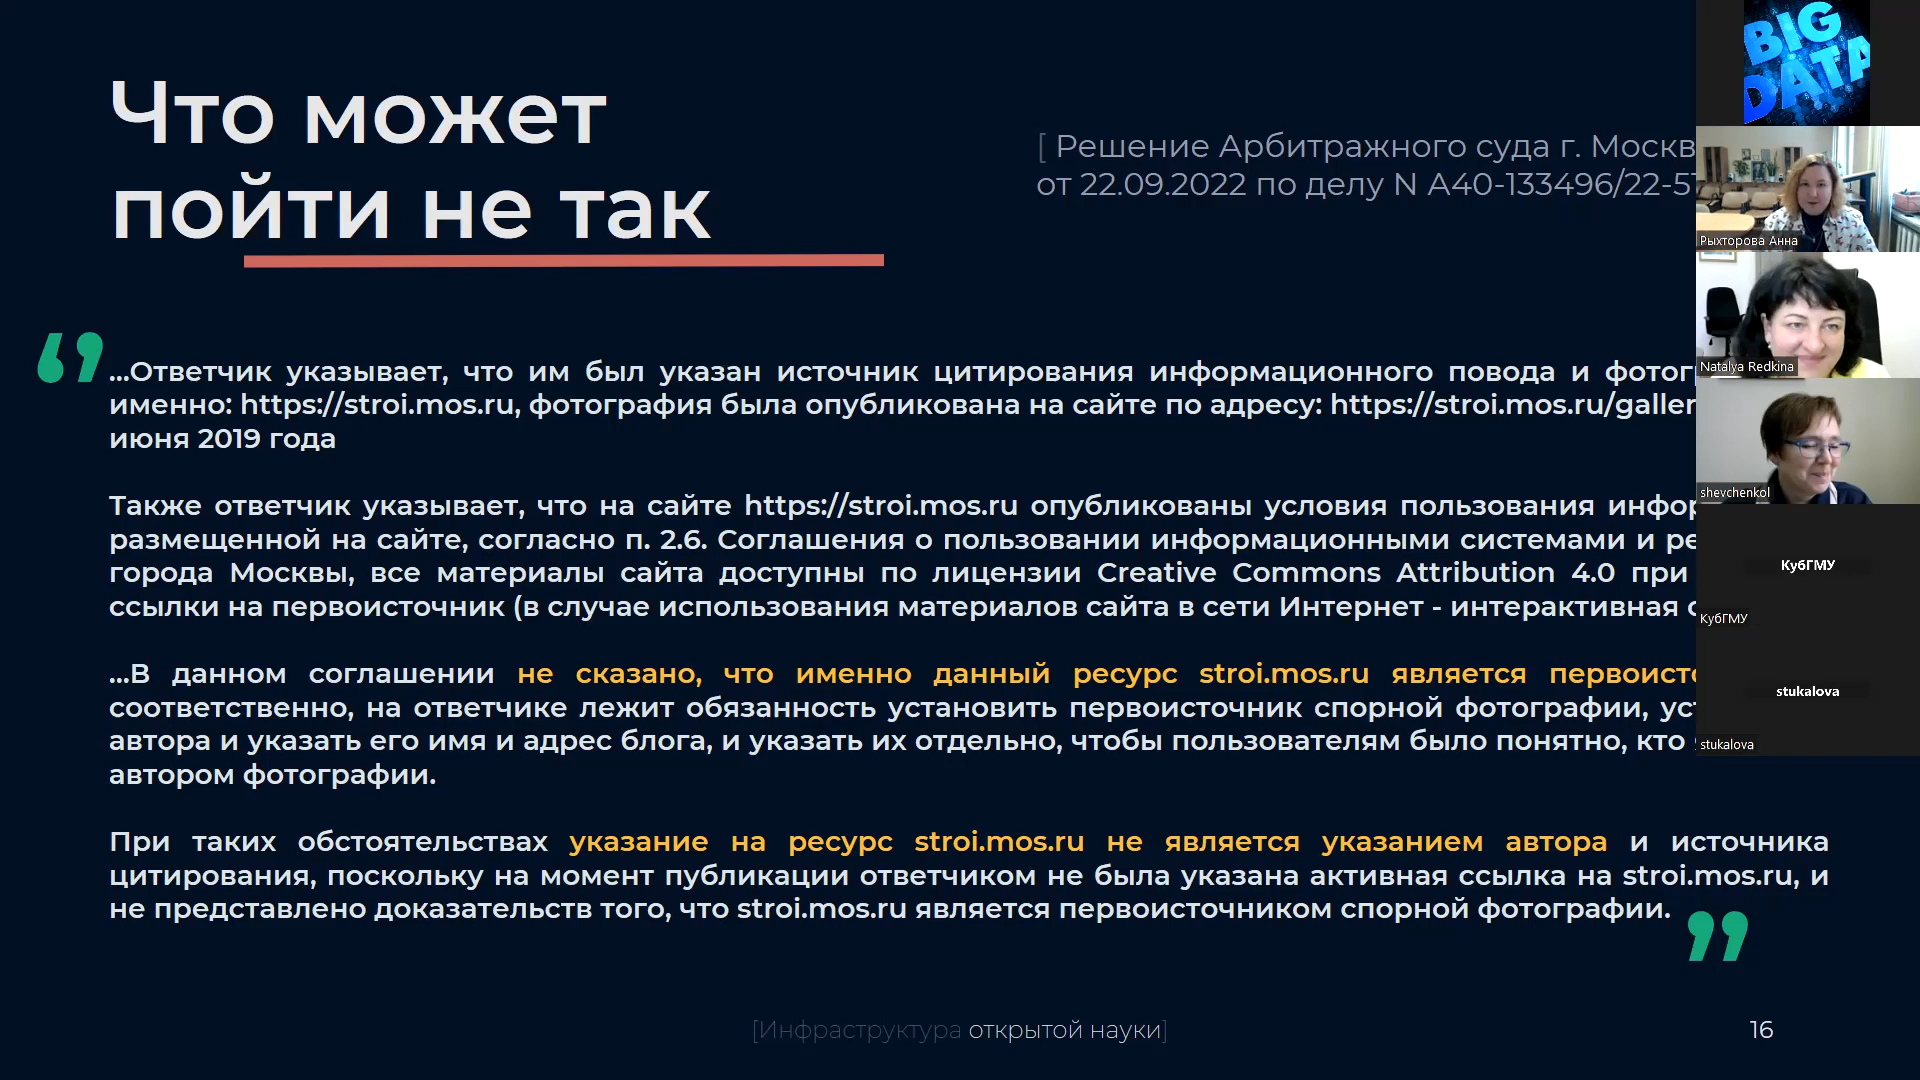 Что может
пойти не так
[ Решение Арбитражного суда г. Москв
от 22.09.2022 по делу N А40-133496/22-5
...Ответчик указывает, что им был указан источник цитирования информационного повода и фотог
именно: https://stroi.mos.ru, фотография была опубликована на сайте по адресу: https://stroi.mos.ru/galler
июня 2019 года
Также ответчик указывает, что на сайте https://stroi.mos.ru опубликованы условия пользования инфор
размещенной на сайте, согласно п. 2.6. Соглашения о пользовании информационными системами и ре
города Москвы, все материалы сайта доступны по лицензии Creative Commons Attribution 4.0 при
ссылки на первоисточник (в случае использования материалов сайта в сети Интернет - интерактивная
...В данном соглашении не сказано, что именно данный ресурс stroi.mos.ru является первоисто
соответственно, на ответчике лежит обязанность установить первоисточник спорной фотографии, уст
автора и указать его имя и адрес блога, и указать их отдельно, чтобы пользователям было понятно, кто
автором фотографии.
При таких обстоятельствах указание на ресурс stroi.mos.ru не является указанием автора и источника
цитирования, поскольку на момент публикации ответчиком не была указана активная ссылка на stroi.mos.ru, и
не представлено доказательств того, что stroi.mos.ru является первоисточником спорной фотографии.
[Инфраструктура открытой науки]
16
BIG
DATA
Рыхторова Анна
Natalya Redkina
shevchenkol
КубГМУ
КубГМУ
stukalova
stukalova